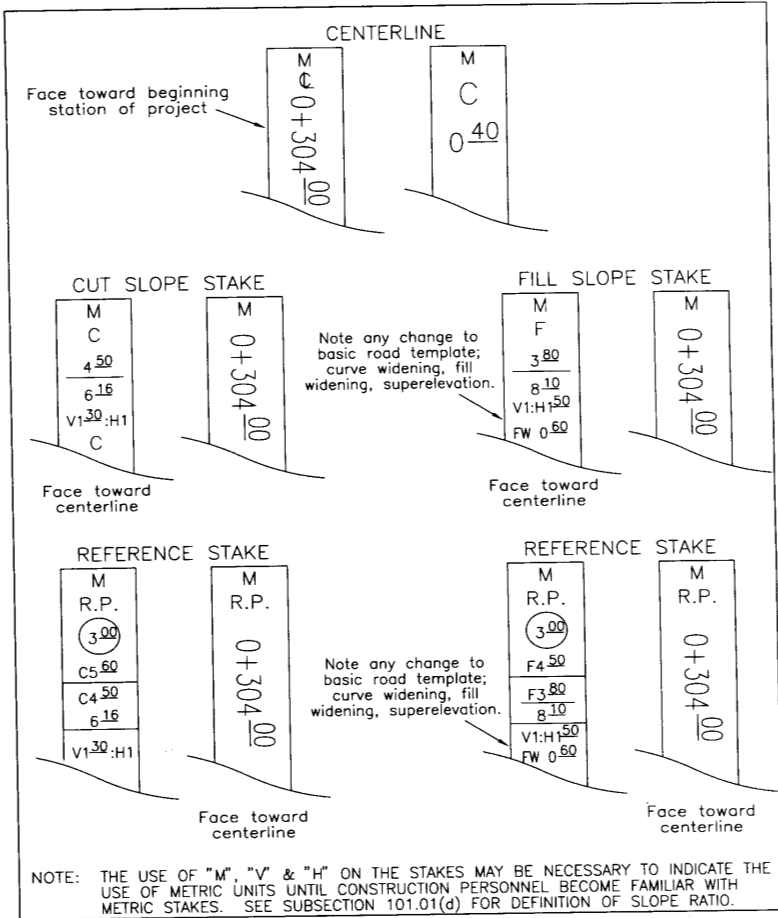 CENTERLINE
Face toward beginning
station of project
M
℄
0+304 00
M
C
0 40
CUT SLOPE STAKE
M
C
4 50
6 16
V1 30 :H1
C
M
0+304 00
Face toward
centerline
FILL SLOPE STAKE
Note any change to
basic road template;
curve widening, fill
widening, superelevation.
M
F
3 80
8 10
V1:H1 50
FW 0 60
M
0+304 00
Face toward
centerline
REFERENCE STAKE
M
R.P.
3 00
C5 60
C4 50
6 16
V1 30 :H1
M
R.P.
0+304 00
Face toward
centerline
REFERENCE STAKE
Note any change to
basic road template;
curve widening, fill
widening, superelevation.
M
R.P.
3 00
F4 50
F3 80
8 10
V1:H1 50
FW 0 60
M
R.P.
0+304 00
Face toward
centerline
NOTE: THE USE OF "M", "V" & "H" ON THE STAKES MAY BE NECESSARY TO INDICATE THE
USE OF METRIC UNITS UNTIL CONSTRUCTION PERSONNEL BECOME FAMILIAR WITH
METRIC STAKES. SEE SUBSECTION 101.01(d) FOR DEFINITION OF SLOPE RATIO.